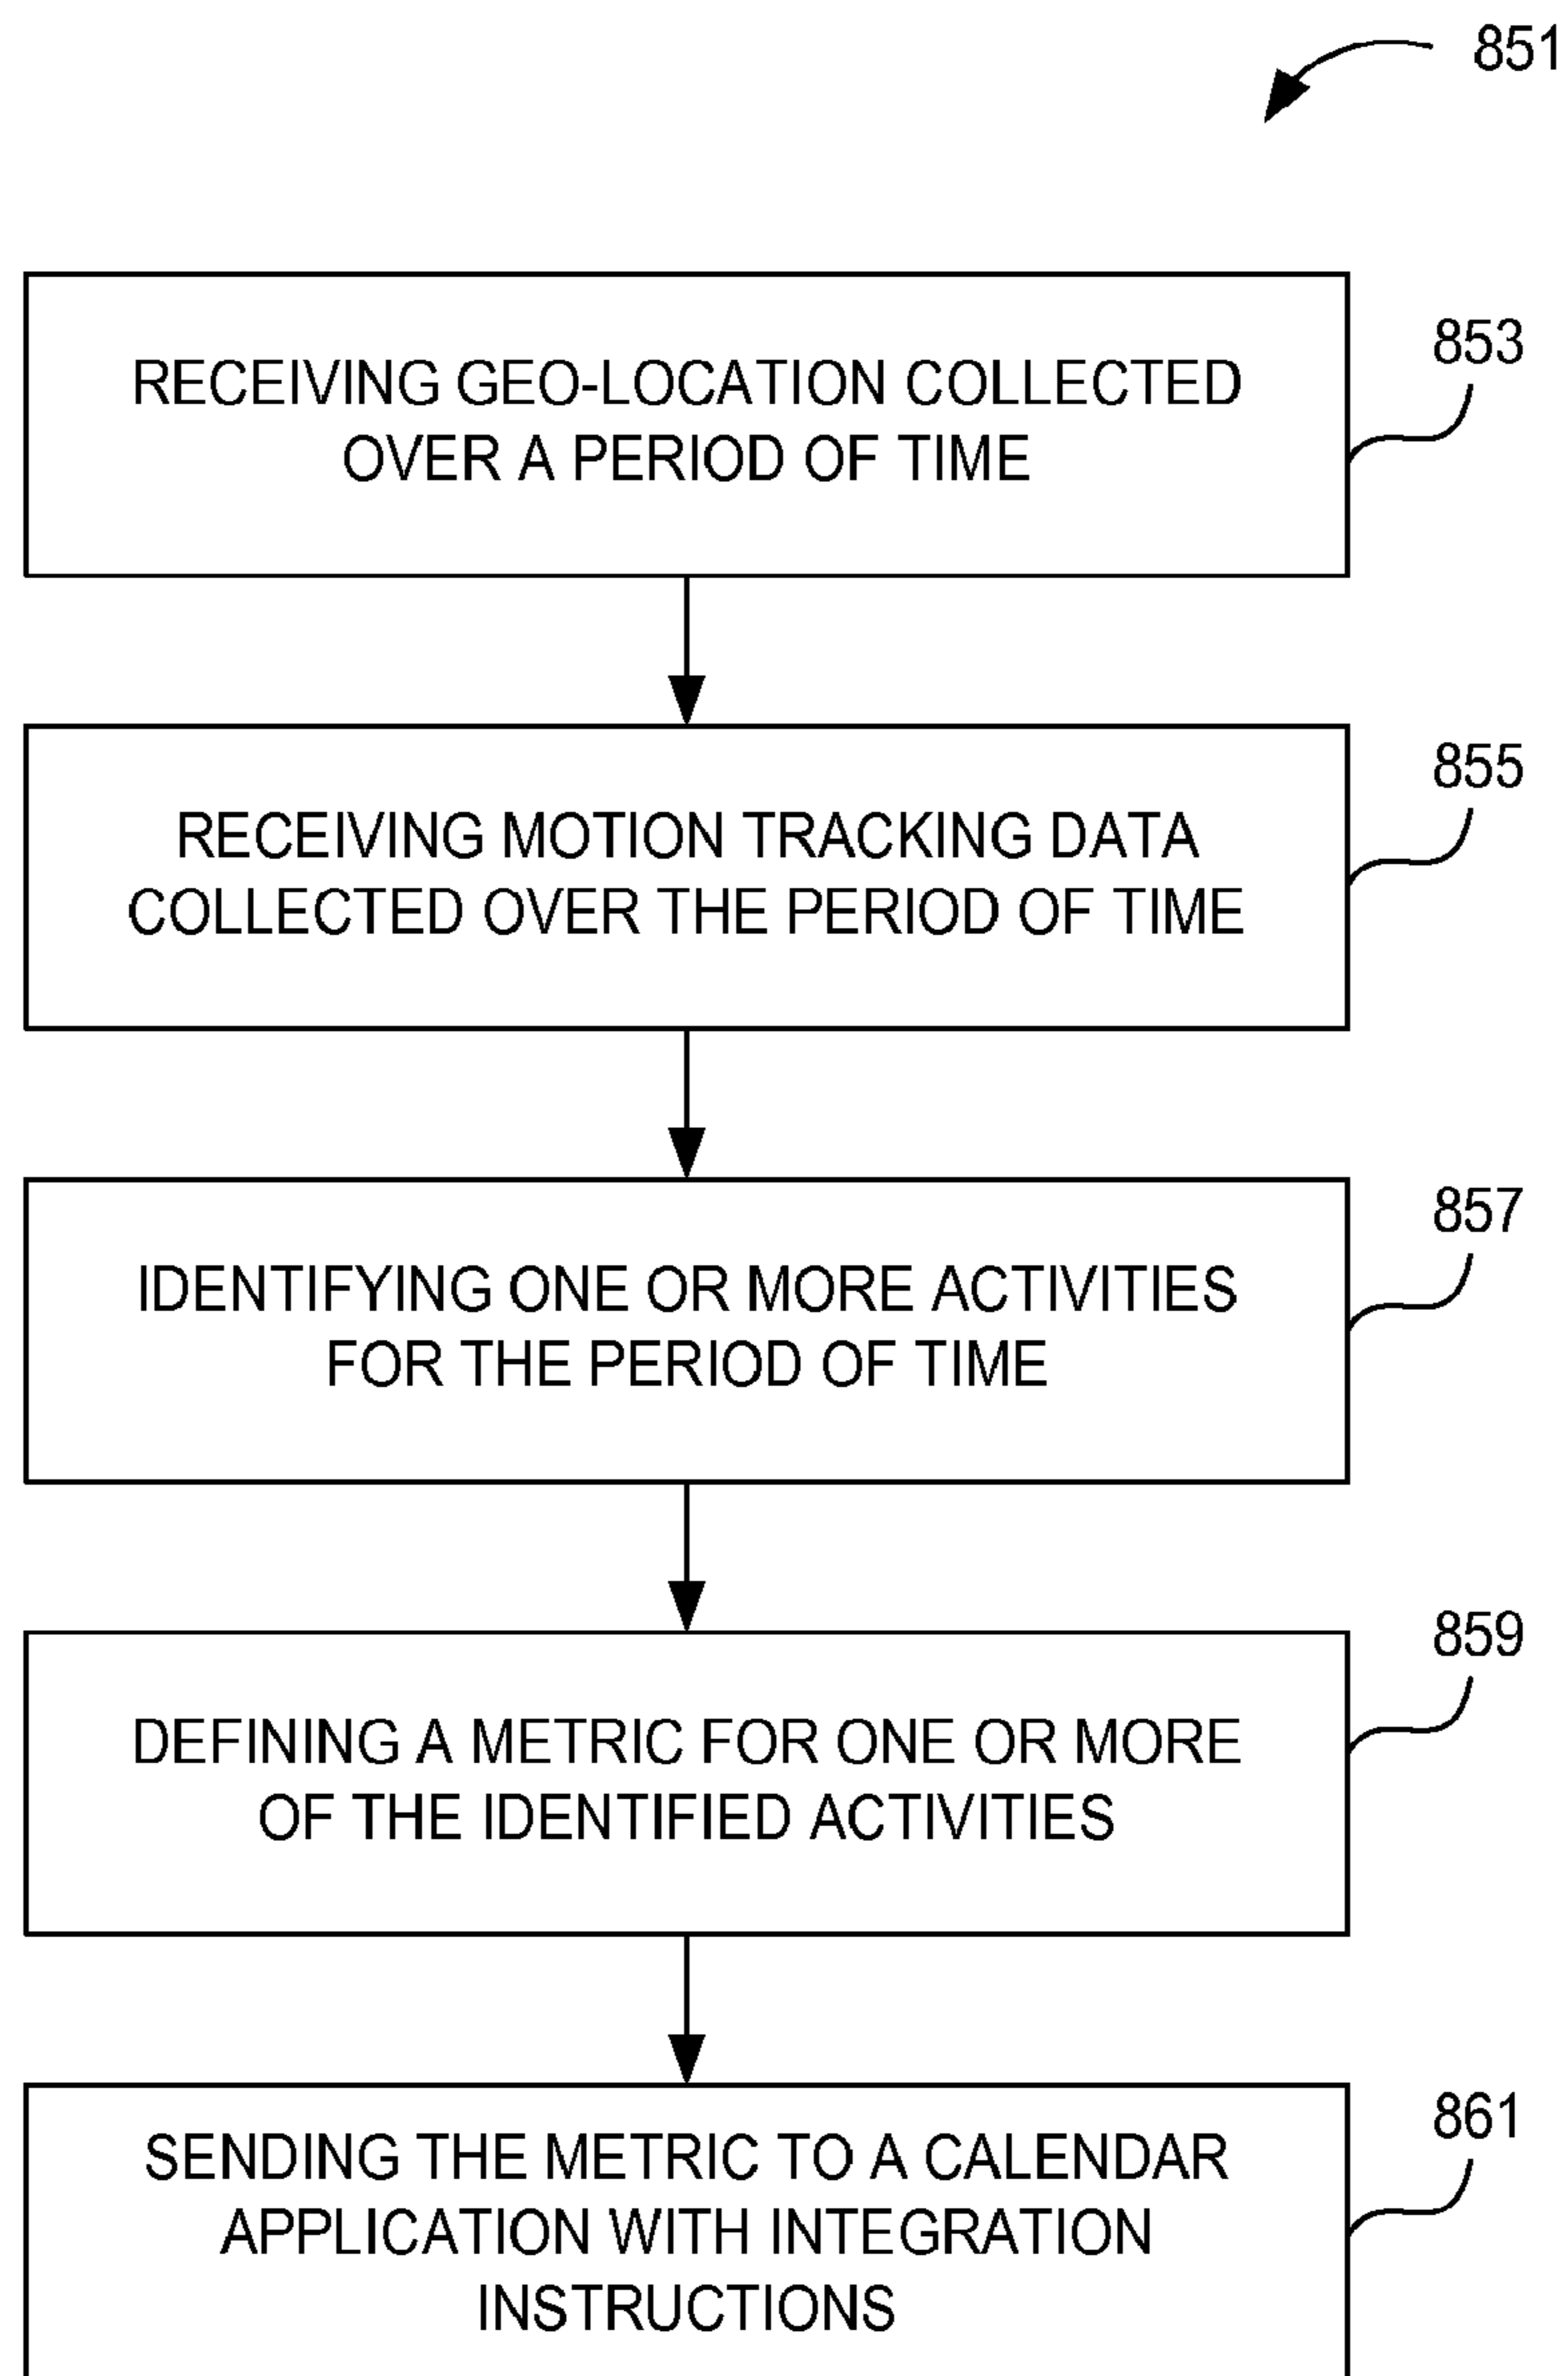 851
853
RECEIVING GEO-LOCATION COLLECTED
OVER A PERIOD OF TIME
855
RECEIVING MOTION TRACKING DATA
COLLECTED OVER THE PERIOD OF TIME
857
IDENTIFYING ONE OR MORE ACTIVITIES
FOR THE PERIOD OF TIME
859
DEFINING A METRIC FOR ONE OR MORE
OF THE IDENTIFIED ACTIVITIES
861
SENDING THE METRIC TO A CALENDAR
APPLICATION WITH INTEGRATION
INSTRUCTIONS